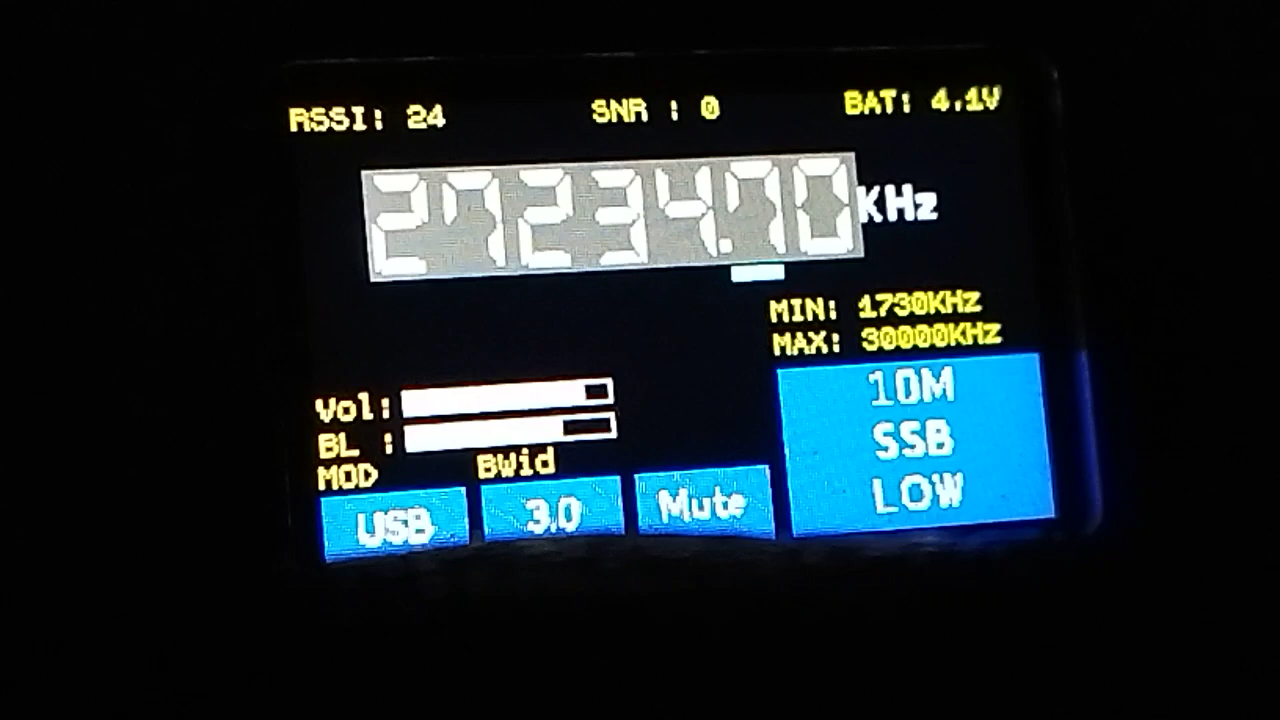 RSSI: 24 SNR : 0 BAT: 4.1V
27234.70 KHz
MIN: 1730KHz
MAX: 30000KHz
Vol:
BL :
MOD BWid
USB 3.0 Mute
10M
SSB
LOW